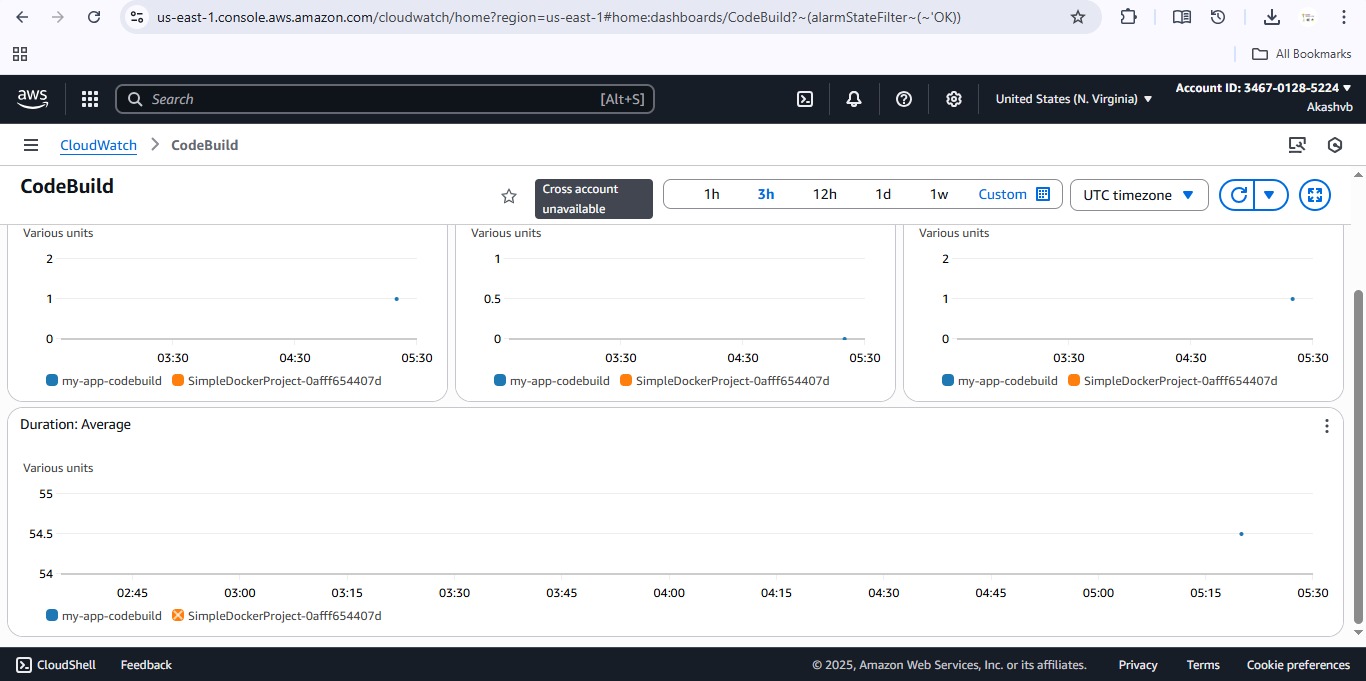 us-east-1.console.aws.amazon.com/cloudwatch/home?region=us-east-1#home:dashboards/CodeBuild?~(alarmStateFilter~(~'OK))
All Bookmarks
aws
Search
[Alt+S]
United States (N. Virginia)
Account ID: 3467-0128-5224
Akashvb
CloudWatch > CodeBuild
CodeBuild
Cross account
unavailable
1h 3h 12h 1d 1w Custom
UTC timezone
Various units
2
1
0
03:30 04:30 05:30
my-app-codebuild SimpleDockerProject-0afff654407d
Various units
1
0.5
0
03:30 04:30 05:30
my-app-codebuild SimpleDockerProject-0afff654407d
Various units
2
1
0
03:30 04:30 05:30
my-app-codebuild SimpleDockerProject-0afff654407d
Duration: Average
Various units
55
54.5
54
02:45 03:00 03:15 03:30 03:45 04:00 04:15 04:30 04:45 05:00 05:15 05:30
my-app-codebuild SimpleDockerProject-0afff654407d
CloudShell Feedback © 2025, Amazon Web Services, Inc. or its affiliates. Privacy Terms Cookie preferences